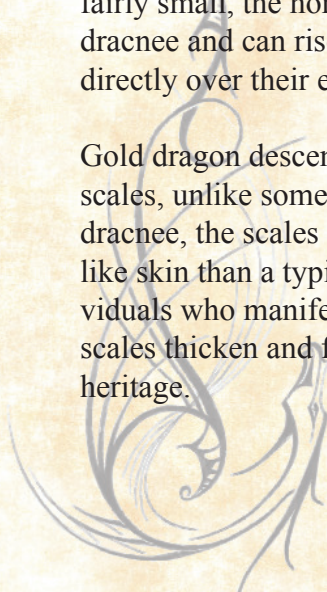 fairly small, the hor
dracnee and can ris
directly over their e
Gold dragon descen
scales, unlike some
dracnee, the scales
like skin than a typi
viduals who manife
scales thicken and f
heritage.